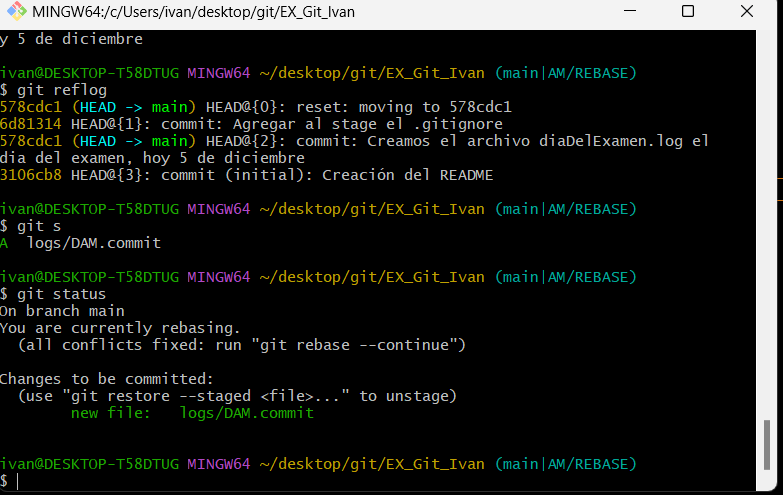 MINGW64:/c/Users/ivan/desktop/git/EX_Git_Ivan
y 5 de diciembre
ivan@DESKTOP-T58DTUG MINGW64 ~/desktop/git/EX_Git_Ivan (main|AM/REBASE)
$ git reflog
578cdc1 (HEAD -> main) HEAD@{0}: reset: moving to 578cdc1
6d81314 HEAD@{1}: commit: Agregar al stage el .gitignore
578cdc1 (HEAD -> main) HEAD@{2}: commit: Creamos el archivo diaDelExamen.log el
dia del examen, hoy 5 de diciembre
3106cb8 HEAD@{3}: commit (initial): Creación del README
ivan@DESKTOP-T58DTUG MINGW64 ~/desktop/git/EX_Git_Ivan (main|AM/REBASE)
$ git s
A  logs/DAM.commit
ivan@DESKTOP-T58DTUG MINGW64 ~/desktop/git/EX_Git_Ivan (main|AM/REBASE)
$ git status
On branch main
You are currently rebasing.
  (all conflicts fixed: run "git rebase --continue")
Changes to be committed:
  (use "git restore --staged <file>..." to unstage)
        new file:   logs/DAM.commit
ivan@DESKTOP-T58DTUG MINGW64 ~/desktop/git/EX_Git_Ivan (main|AM/REBASE)
$